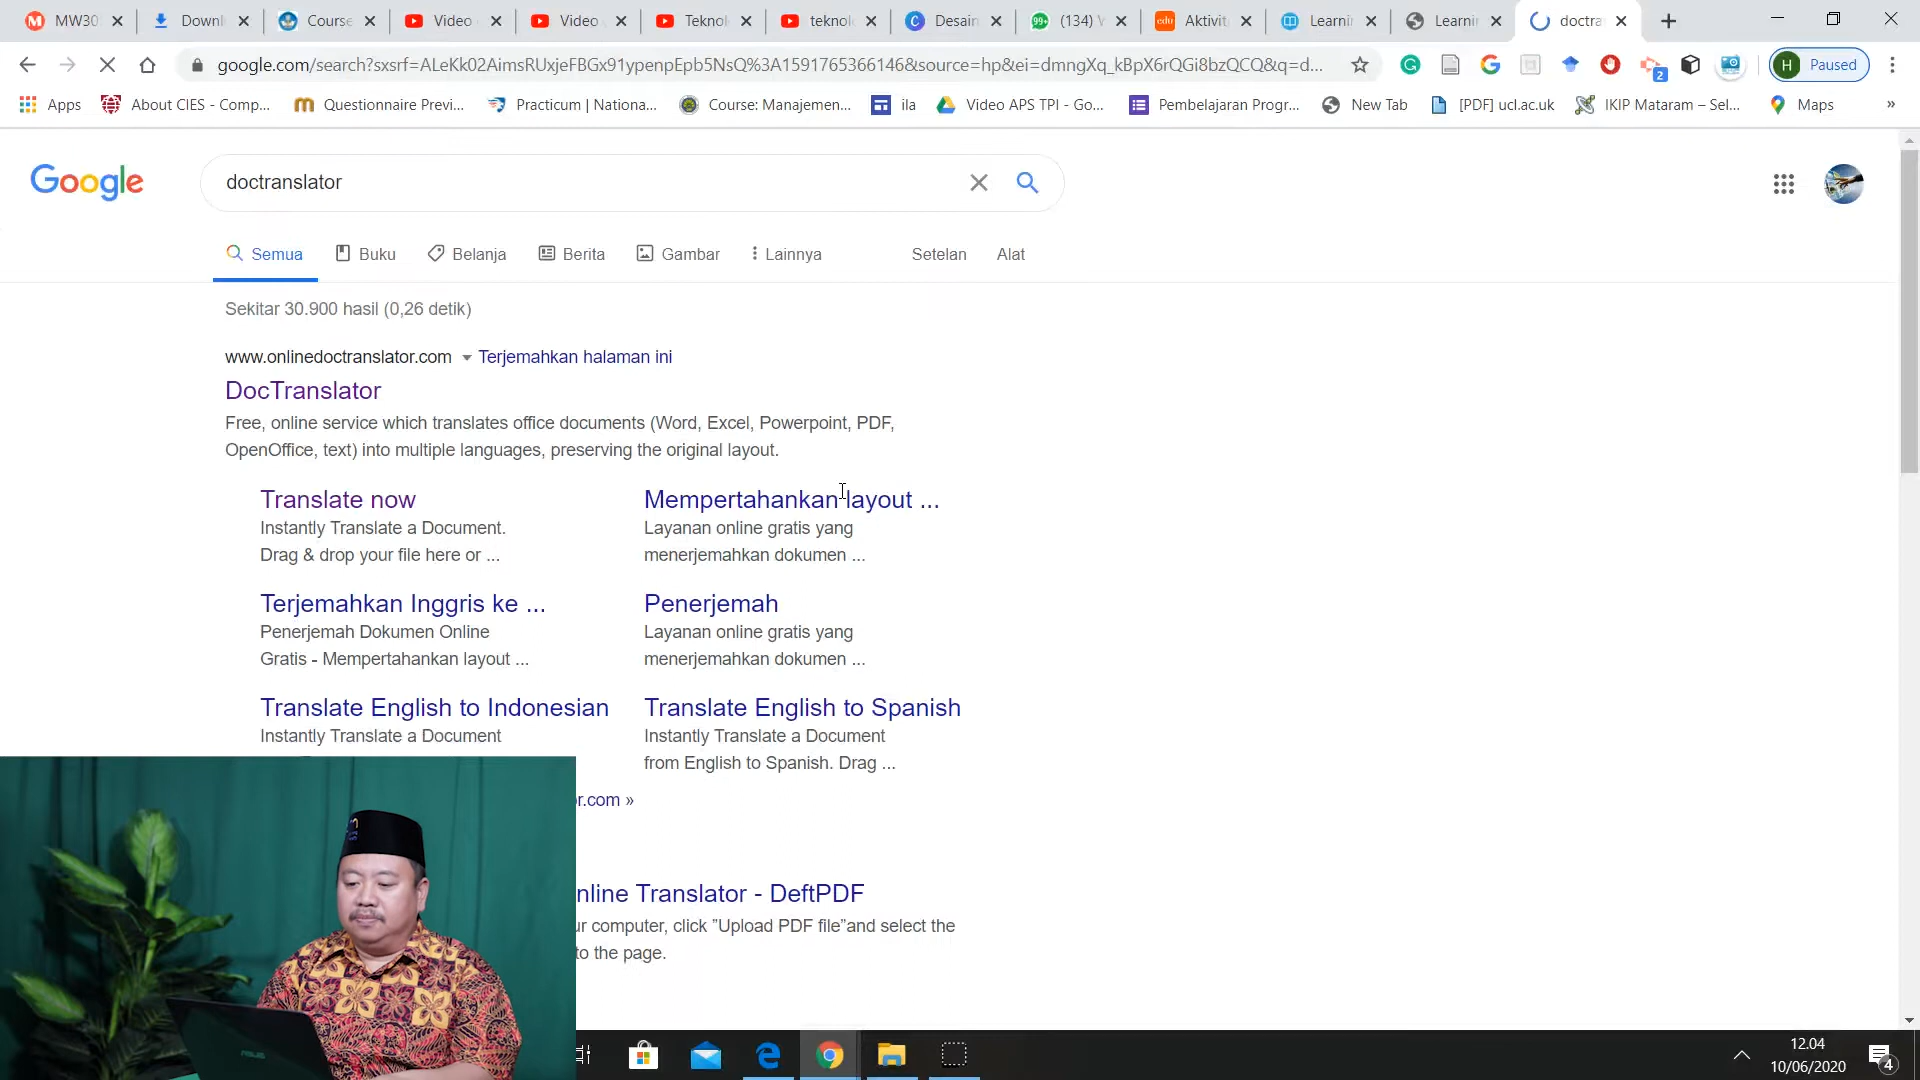 MW30
Downl
Course
Video
Video
Teknol
teknol
Desain
(134)
Aktivit
Learnin
Learnin
doctra
google.com/search?sxsrf=ALeKk02AimsRUxjeFBGx91ypenpEpb5NsQ%3A1591765366146&source=hp&ei=dmngXq_kBpX6rQGi8bzQCQ&q=d...
2
H Paused
Apps
About CIES - Comp...
Questionnaire Previ...
Practicum | Nationa...
Course: Manajemen...
ila
Video APS TPI - Go...
Pembelajaran Progr...
New Tab
[PDF] ucl.ac.uk
IKIP Mataram – Sel...
Maps
»
Google
doctranslator
Semua
Buku
Belanja
Berita
Gambar
Lainnya
Setelan
Alat
Sekitar 30.900 hasil (0,26 detik)
www.onlinedoctranslator.com Terjemahkan halaman ini
DocTranslator
Free, online service which translates office documents (Word, Excel, Powerpoint, PDF,
OpenOffice, text) into multiple languages, preserving the original layout.
Translate now
Instantly Translate a Document.
Drag & drop your file here or ...
Mempertahankan layout ...
Layanan online gratis yang
menerjemahkan dokumen ...
Terjemahkan Inggris ke ...
Penerjemah Dokumen Online
Gratis - Mempertahankan layout ...
Penerjemah
Layanan online gratis yang
menerjemahkan dokumen ...
Translate English to Indonesian
Instantly Translate a Document
Translate English to Spanish
Instantly Translate a Document
from English to Spanish. Drag ...
r.com »
nline Translator - DeftPDF
ur computer, click "Upload PDF file"and select the
to the page.
ASUS
12.04
10/06/2020
4